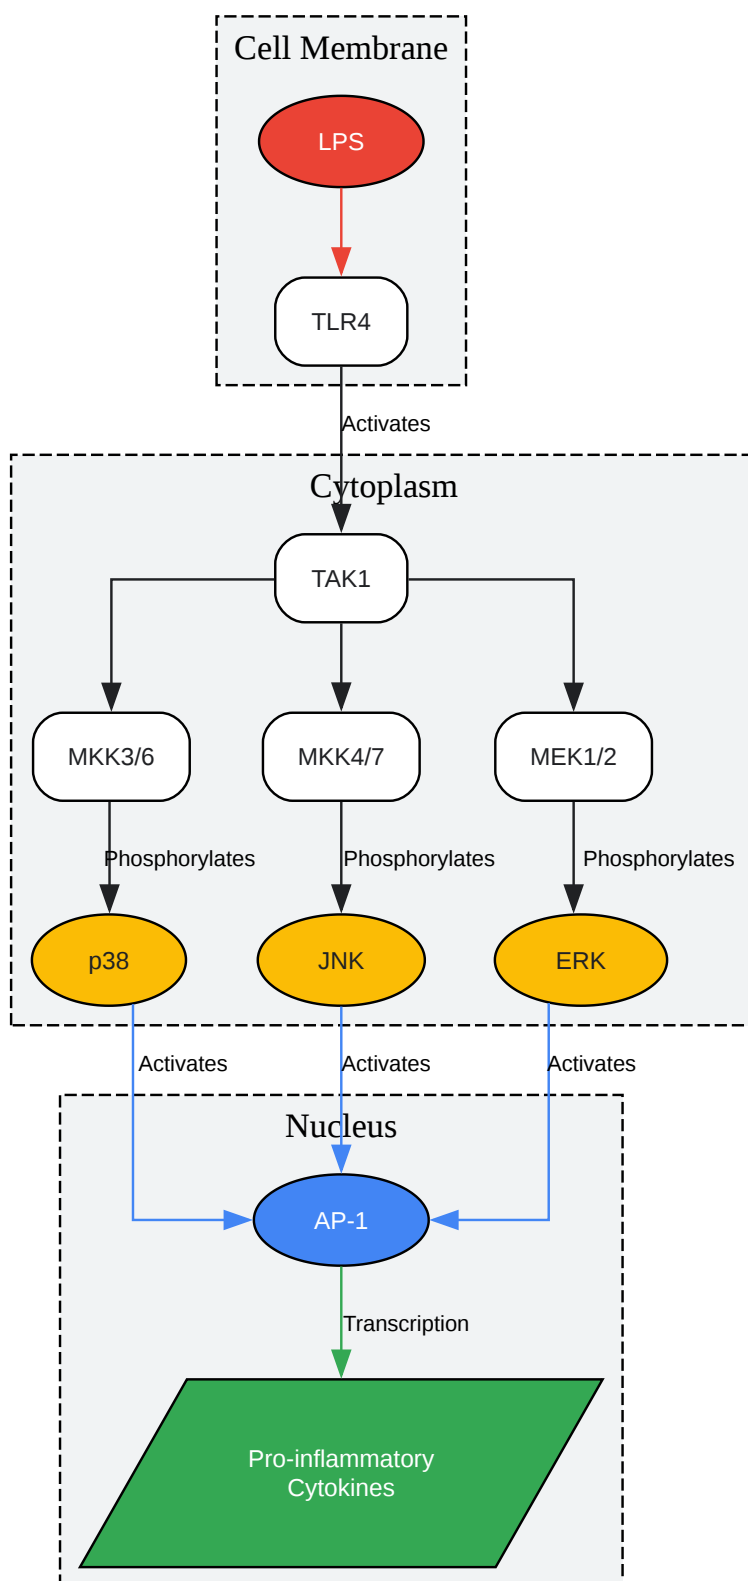 Cell Membrane
LPS
TLR4
Activates
Cytoplasm
TAK1
MKK3/6
MKK4/7
MEK1/2
Phosphorylates
Phosphorylates
Phosphorylates
p38
JNK
ERK
Activates
Activates
Activates
Nucleus
AP-1
Transcription
Pro-inflammatory
Cytokines